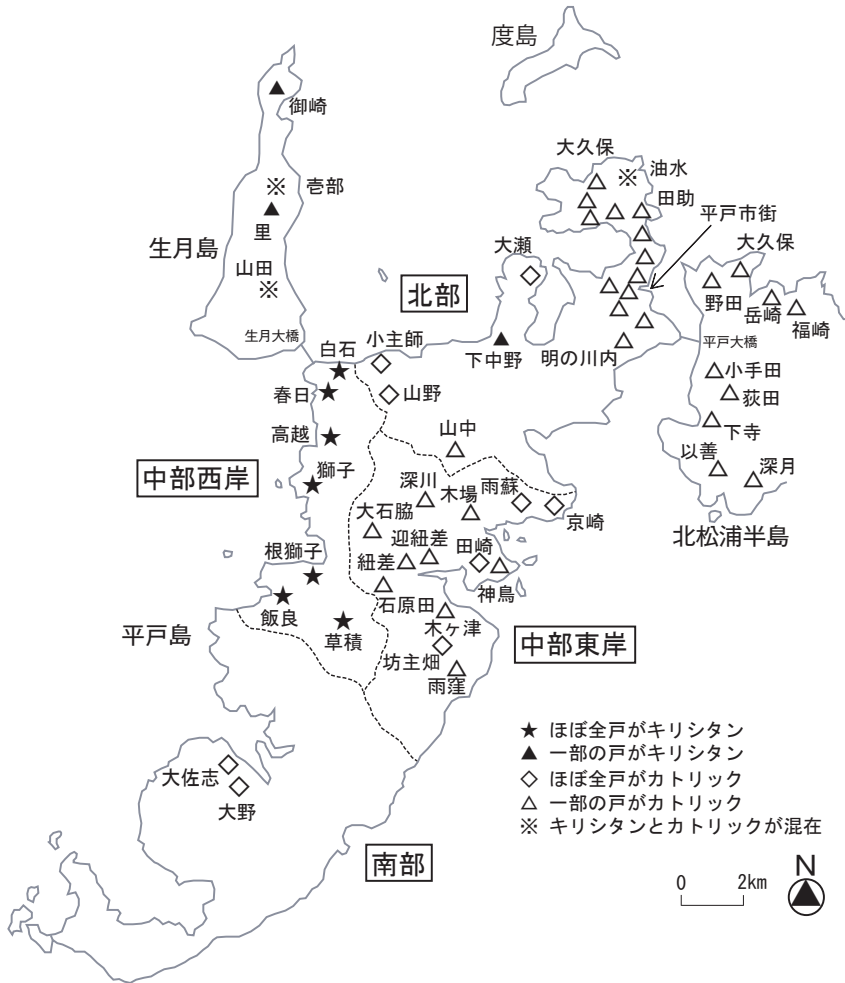 度島
御崎
壱部
里
生月島
山田
生月大橋
大久保
油水
田助
平戸市街
大瀬
大久保
野田
岳崎
福崎
北部
白石
小主師
下中野
明の川内
平戸大橋
春日
山野
小手田
荻田
高越
山中
下寺
中部西岸
獅子
深川
木場
雨蘇
以善
深月
大石脇
京崎
北松浦半島
根獅子
迎紐差
田崎
紐差
神鳥
飯良
石原田
平戸島
草積
木ヶ津
中部東岸
坊主畑
雨窪
★ ほぼ全戸がキリシタン
▲ 一部の戸がキリシタン
◇ ほぼ全戸がカトリック
△ 一部の戸がカトリック
※ キリシタンとカトリックが混在
大佐志
大野
南部
0 2km
N